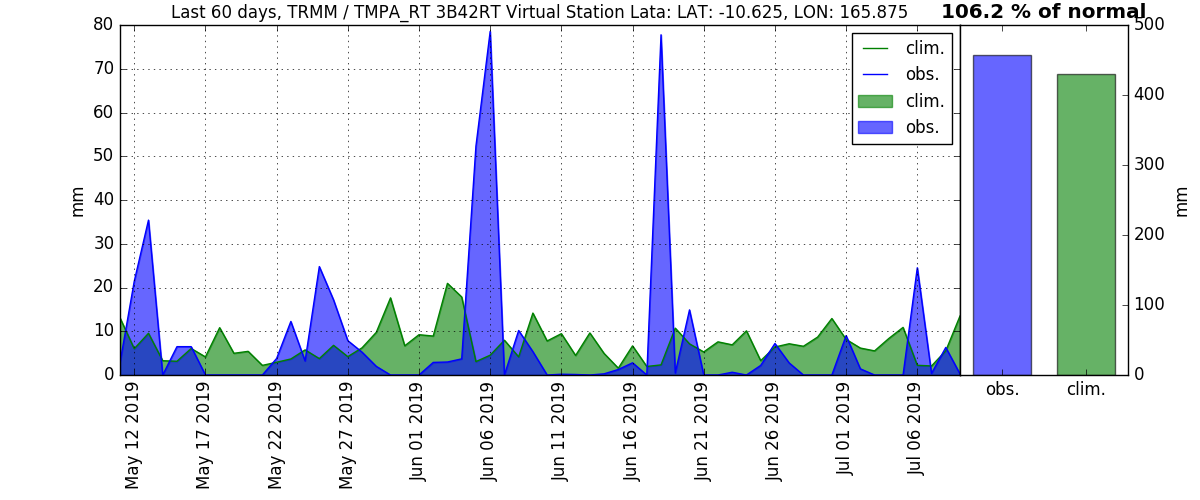 Last 60 days, TRMM / TMPA_RT 3B42RT Virtual Station Lata: LAT: -10.625, LON: 165.875
106.2 % of normal
80
70
60
50
40
30
20
10
0
mm
clim.
obs.
clim.
obs.
500
400
300
200
100
0
mm
May 12 2019
May 17 2019
May 22 2019
May 27 2019
Jun 01 2019
Jun 06 2019
Jun 11 2019
Jun 16 2019
Jun 21 2019
Jun 26 2019
Jul 01 2019
Jul 06 2019
obs.
clim.